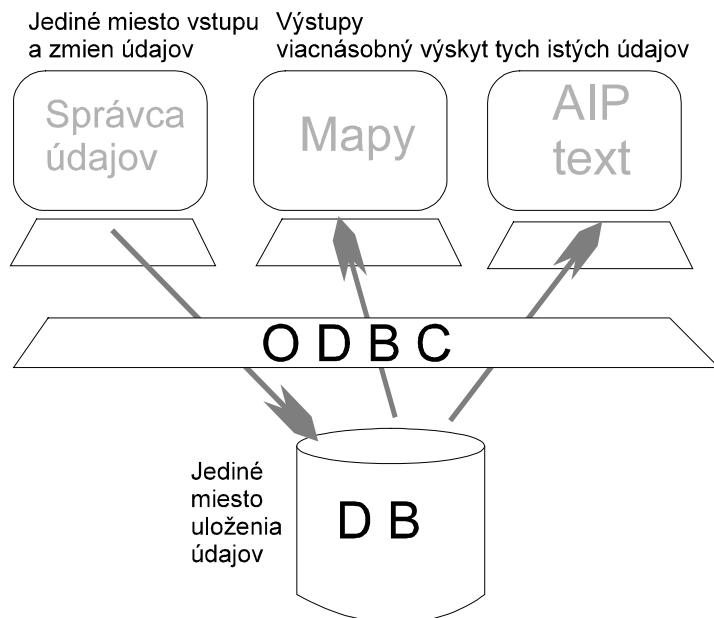 Jediné miesto vstupu
a zmien údajov
Výstupy
viacnásobný výskyt tych istých údajov
Správca
údajov
Mapy
AIP
text
O D B C
Jediné
miesto
uloženia
údajov
D B